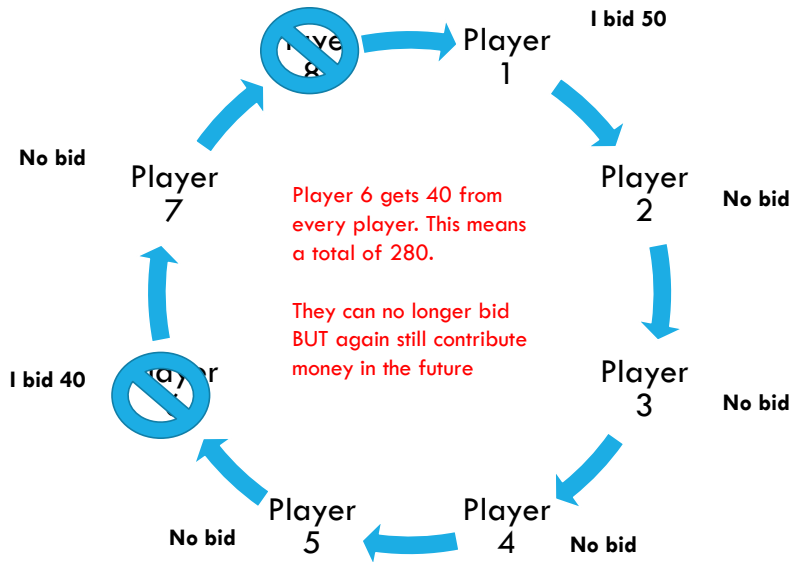 I bid 50
Player
1
Player
2
No bid
Player
3
No bid
Player
4
No bid
Player
5
No bid
I bid 40
Player
7
No bid
8
Player 6 gets 40 from
every player. This means
a total of 280.
They can no longer bid
BUT again still contribute
money in the future